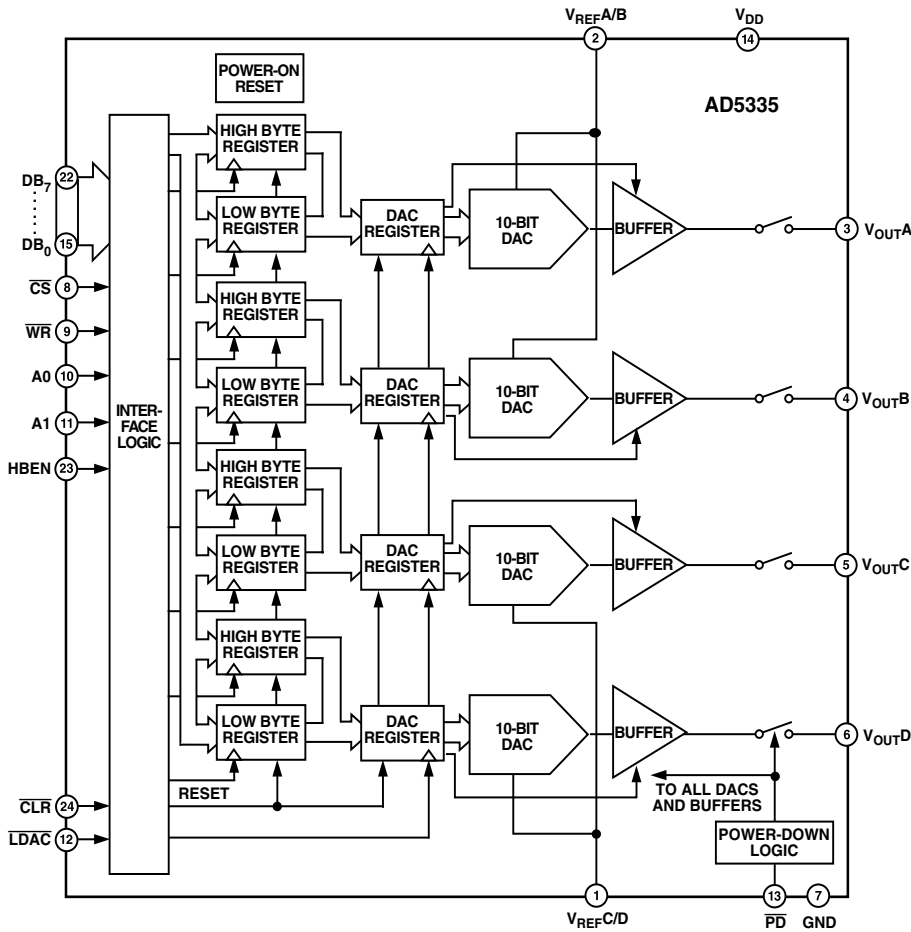 VREFA/B
VDD
2
14
POWER-ON
RESET
AD5335
HIGH BYTE
REGISTER
DB7
22
LOW BYTE
REGISTER
DAC
REGISTER
10-BIT
DAC
BUFFER
3
VOUTA
DB0
15
CS
8
HIGH BYTE
REGISTER
WR
9
A0
10
LOW BYTE
REGISTER
DAC
REGISTER
10-BIT
DAC
BUFFER
4
VOUTB
A1
11
INTER-
FACE
LOGIC
HBEN
23
HIGH BYTE
REGISTER
LOW BYTE
REGISTER
DAC
REGISTER
10-BIT
DAC
BUFFER
5
VOUTC
HIGH BYTE
REGISTER
LOW BYTE
REGISTER
DAC
REGISTER
10-BIT
DAC
BUFFER
6
VOUTD
RESET
TO ALL DACS
AND BUFFERS
CLR
24
LDAC
12
POWER-DOWN
LOGIC
1
13
7
VREFC/D
PD
GND